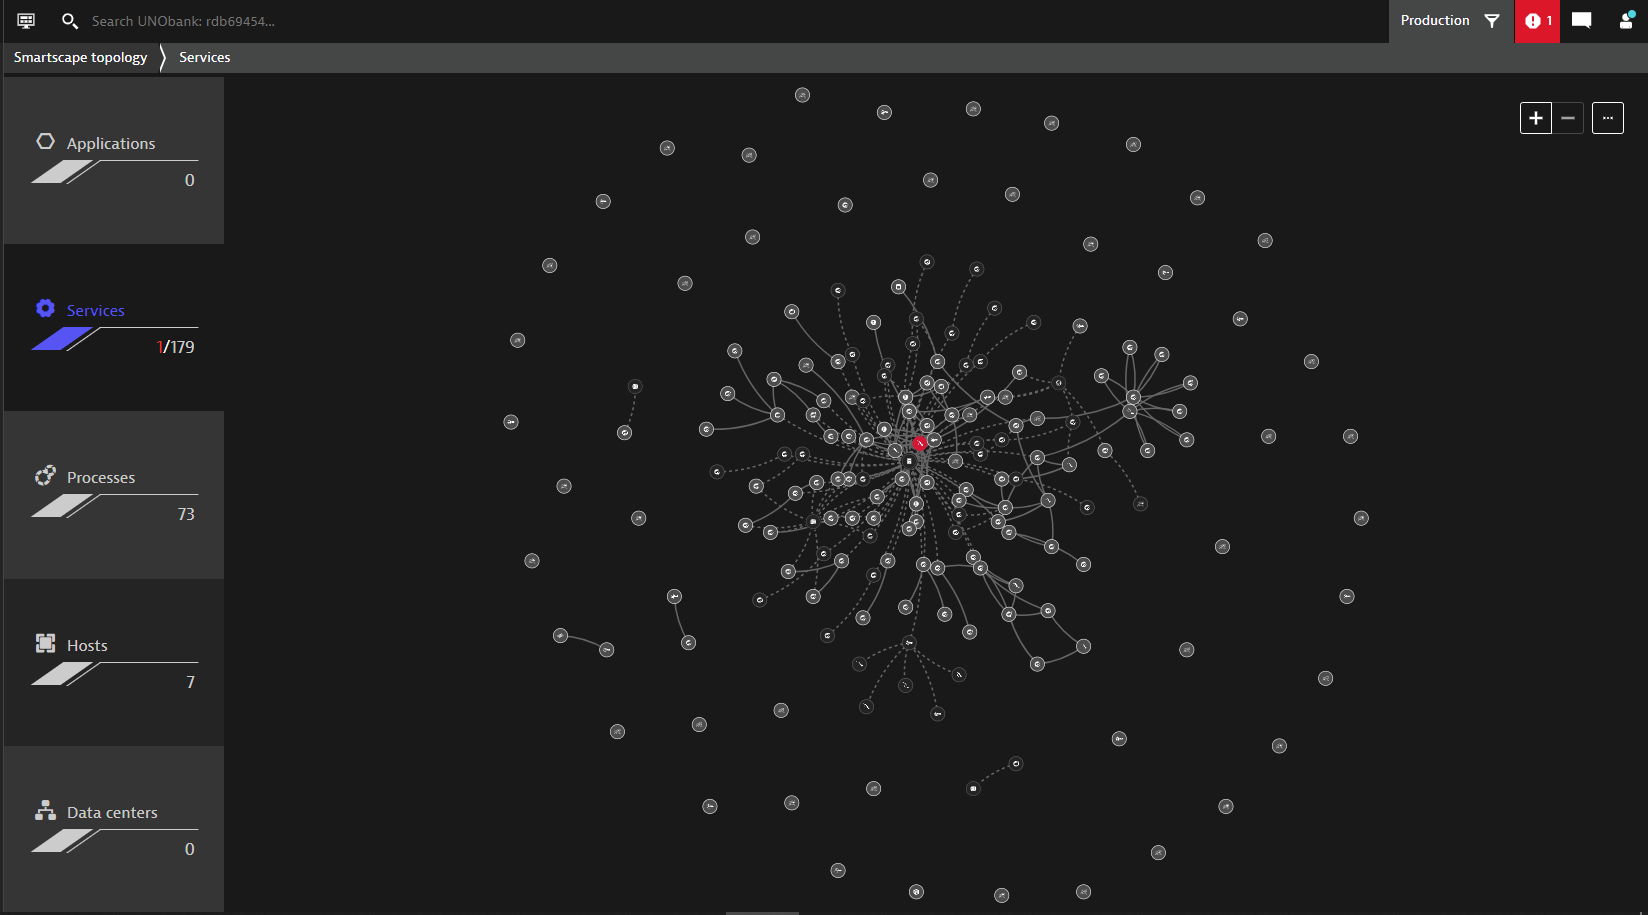 Search UNObank: rdb69454...
Production
1
Smartscape topology
Services
Applications
0
Services
1/179
Processes
73
Hosts
7
Data centers
0